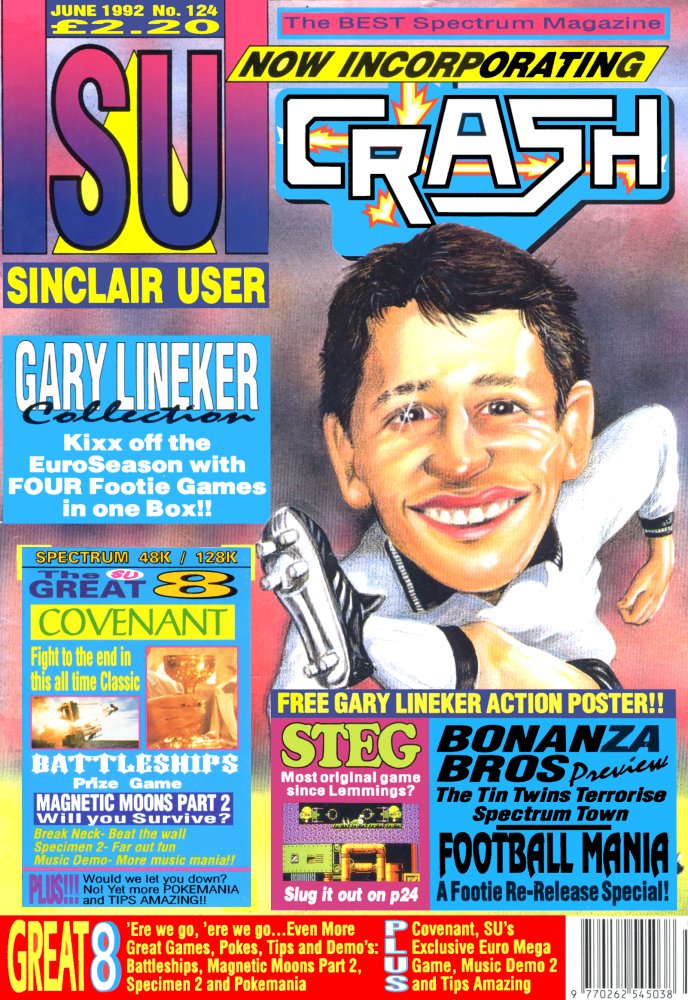 JUNE 1992 No. 124
£2.20
The BEST Spectrum Magazine
SU
NOW INCORPORATING
CRASH
SINCLAIR USER
GARY LINEKER
Collection
Kixx off the
EuroSeason with
FOUR Footie Games
in one Box!!
SPECTRUM 48K / 128K
The SU
GREAT 8
COVENANT
Fight to the end in
this all time Classic
BATTLESHIPS
Prize Game
MAGNETIC MOONS PART 2
Will you Survive?
Break Neck- Beat the wall
Specimen 2- Far out fun
Music Demo- More music mania!!
PLUS!!! Would we let you down?
No! Yet more POKEMANIA
and TIPS AMAZING!!
FREE GARY LINEKER ACTION POSTER!!
STEG
Most original game
since Lemmings?
Slug it out on p24
BONANZA
BROS Preview
The Tin Twins Terrorise
Spectrum Town
FOOTBALL MANIA
A Footie Re-Release Special!
GREAT 8
'Ere we go, 'ere we go...Even More
Great Games, Pokes, Tips and Demo's:
Battleships, Magnetic Moons Part 2,
Specimen 2 and Pokemania
PLUS
Covenant, SU's
Exclusive Euro Mega
Game, Music Demo 2
and Tips Amazing
9 770262 545038